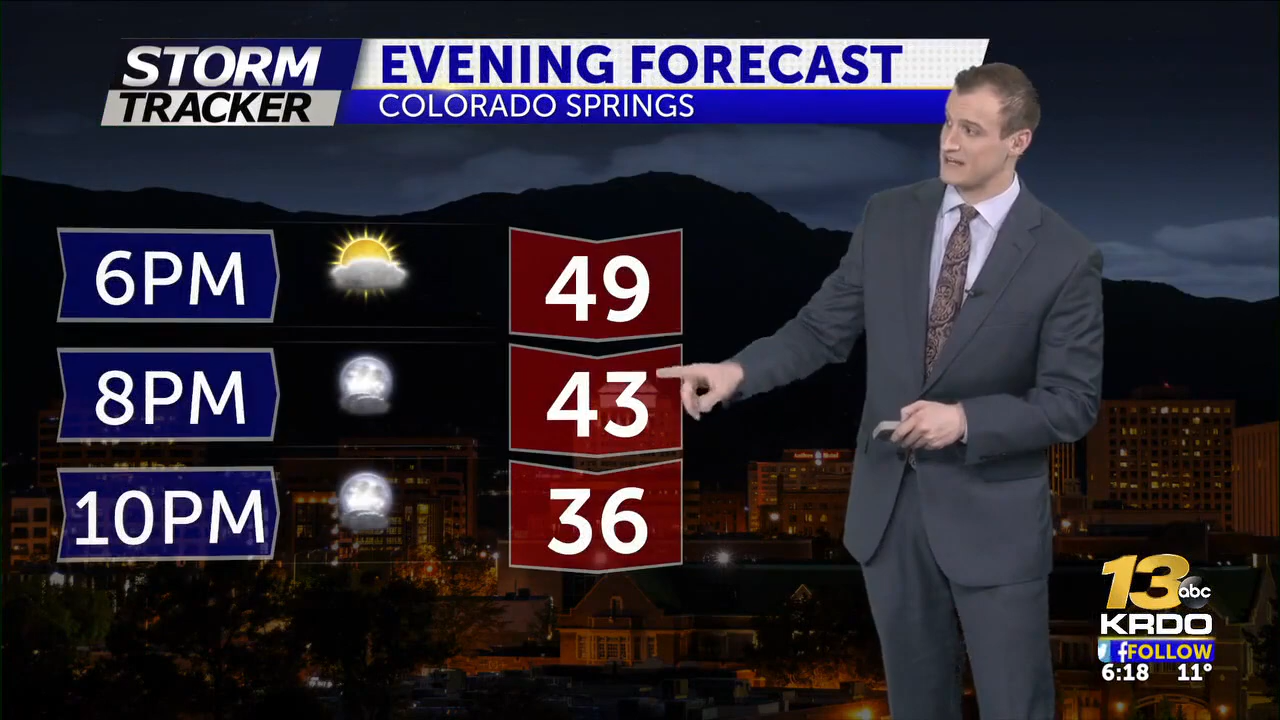 STORM
TRACKER
EVENING FORECAST
COLORADO SPRINGS
6PM
49
8PM
43
10PM
36
13
abc
KRDO
f FOLLOW
6:18 11°